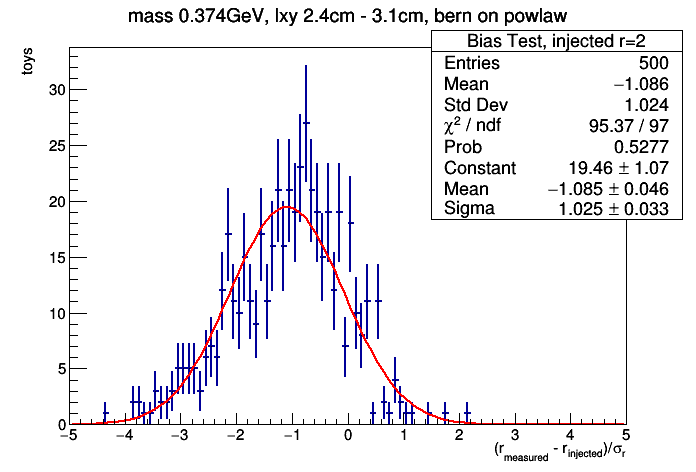 mass 0.374GeV, lxy 2.4cm - 3.1cm, bern on powlaw
Bias Test, injected r=2
Entries 500
Mean −1.086
Std Dev 1.024
χ² / ndf 95.37 / 97
Prob 0.5277
Constant 19.46 ± 1.07
Mean −1.085 ± 0.046
Sigma 1.025 ± 0.033
toys
30
25
20
15
10
5
0
−5 −4 −3 −2 −1 0 1 2 3 4 5
(r_measured - r_injected)/σ_r